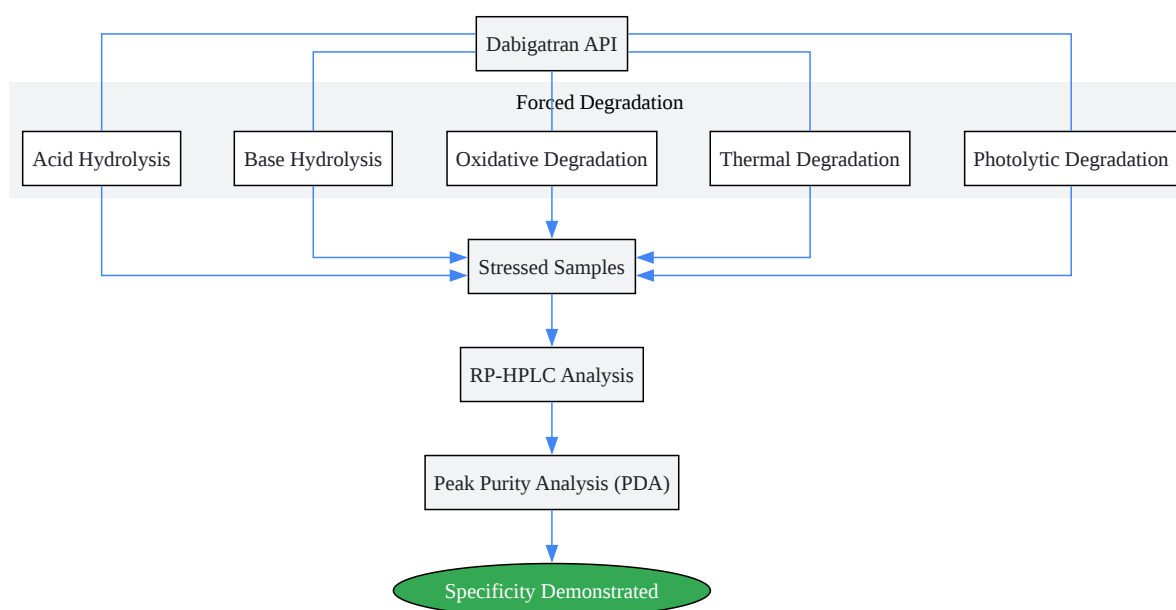 Dabigatran API
Forced Degradation
Acid Hydrolysis
Base Hydrolysis
Oxidative Degradation
Thermal Degradation
Photolytic Degradation
Stressed Samples
RP-HPLC Analysis
Peak Purity Analysis (PDA)
Specificity Demonstrated